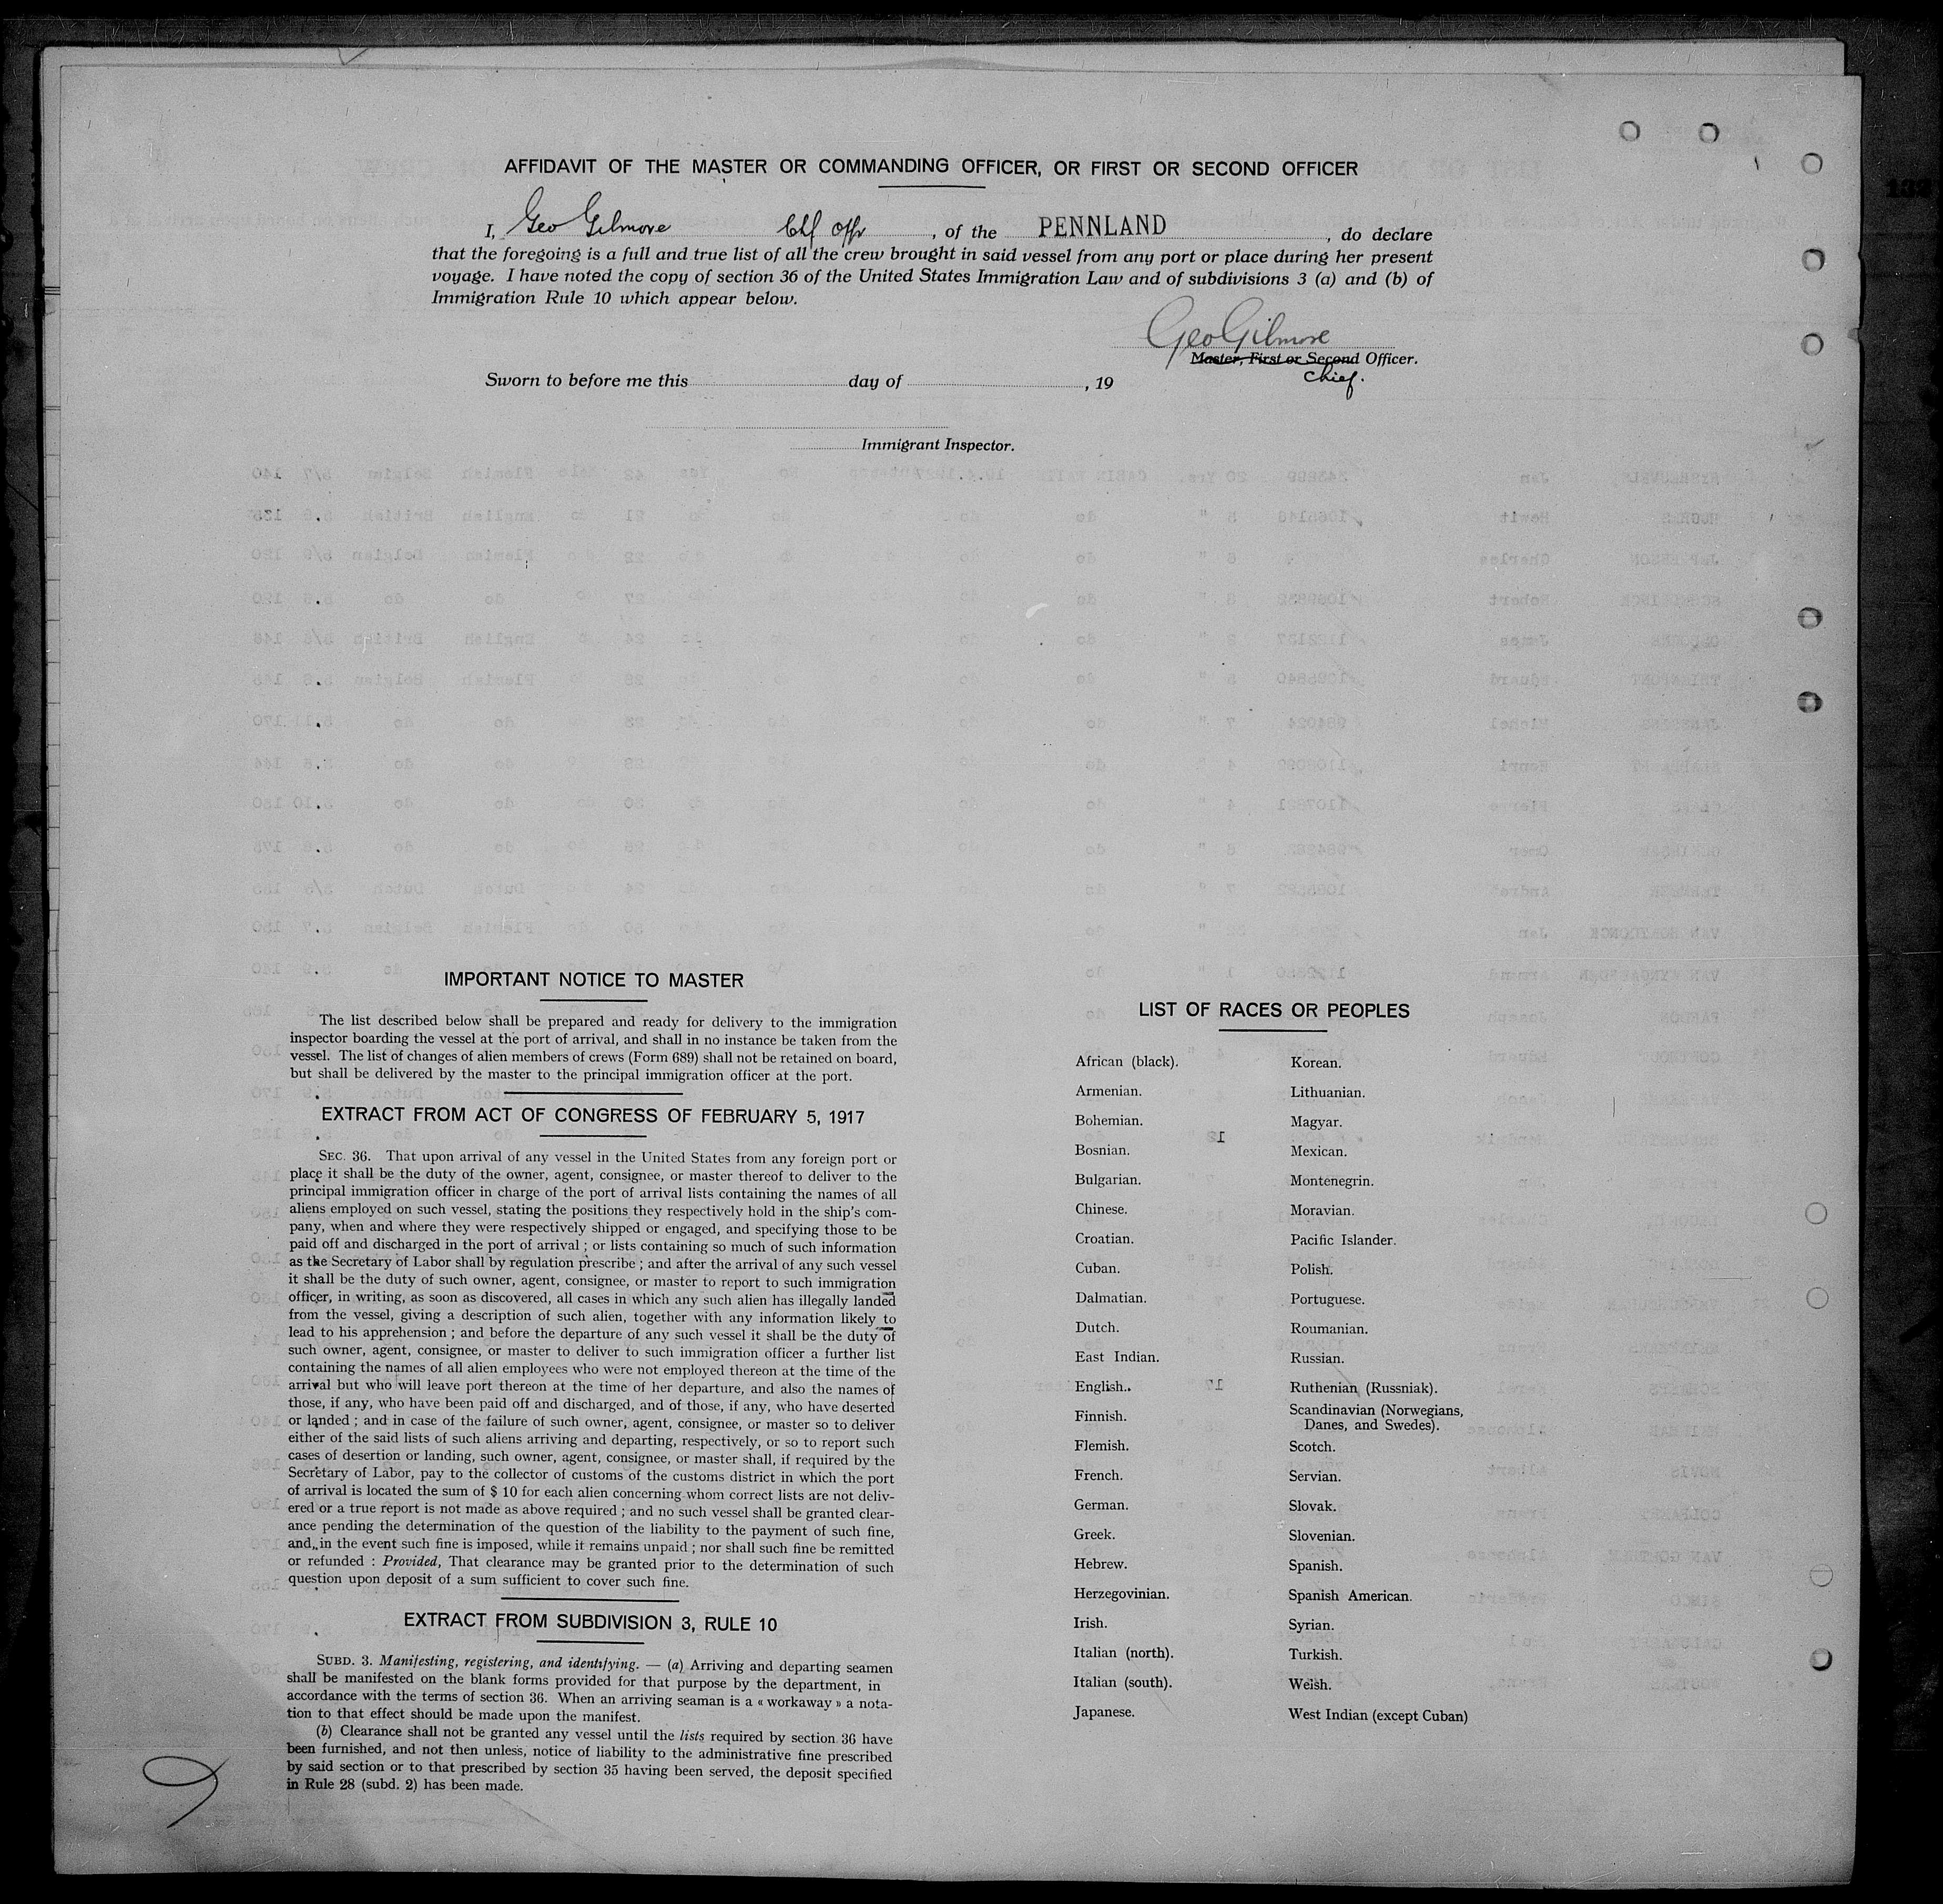 AFFIDAVIT OF THE MASTER OR COMMANDING OFFICER, OR FIRST OR SECOND OFFICER
I, Geo Gilmore Chf offr, of the PENNLAND, do declare
that the foregoing is a full and true list of all the crew brought in said vessel from any port or place during her present
voyage. I have noted the copy of section 36 of the United States Immigration Law and of subdivisions 3 (a) and (b) of
Immigration Rule 10 which appear below.
Geo Gilmore
Master, First or Second Officer.
Chief.
Sworn to before me this day of , 19
Immigrant Inspector.
IMPORTANT NOTICE TO MASTER
The list described below shall be prepared and ready for delivery to the immigration
inspector boarding the vessel at the port of arrival, and shall in no instance be taken from the
vessel. The list of changes of alien members of crews (Form 689) shall not be retained on board,
but shall be delivered by the master to the principal immigration officer at the port.
EXTRACT FROM ACT OF CONGRESS OF FEBRUARY 5, 1917
SEC. 36. That upon arrival of any vessel in the United States from any foreign port or
place it shall be the duty of the owner, agent, consignee, or master thereof to deliver to the
principal immigration officer in charge of the port of arrival lists containing the names of all
aliens employed on such vessel, stating the positions they respectively hold in the ship's com-
pany, when and where they were respectively shipped or engaged, and specifying those to be
paid off and discharged in the port of arrival ; or lists containing so much of such information
as the Secretary of Labor shall by regulation prescribe ; and after the arrival of any such vessel
it shall be the duty of such owner, agent, consignee, or master to report to such immigration
officer, in writing, as soon as discovered, all cases in which any such alien has illegally landed
from the vessel, giving a description of such alien, together with any information likely to
lead to his apprehension ; and before the departure of any such vessel it shall be the duty of
such owner, agent, consignee, or master to deliver to such immigration officer a further list
containing the names of all alien employees who were not employed thereon at the time of the
arrival but who will leave port thereon at the time of her departure, and also the names of
those, if any, who have been paid off and discharged, and of those, if any, who have deserted
or landed ; and in case of the failure of such owner, agent, consignee, or master so to deliver
either of the said lists of such aliens arriving and departing, respectively, or so to report such
cases of desertion or landing, such owner, agent, consignee, or master shall, if required by the
Secretary of Labor, pay to the collector of customs of the customs district in which the port
of arrival is located the sum of $ 10 for each alien concerning whom correct lists are not deliv-
ered or a true report is not made as above required ; and no such vessel shall be granted clear-
ance pending the determination of the question of the liability to the payment of such fine,
and, in the event such fine is imposed, while it remains unpaid ; nor shall such fine be remitted
or refunded : Provided, That clearance may be granted prior to the determination of such
question upon deposit of a sum sufficient to cover such fine.
EXTRACT FROM SUBDIVISION 3, RULE 10
SUBD. 3. Manifesting, registering, and identifying. — (a) Arriving and departing seamen
shall be manifested on the blank forms provided for that purpose by the department, in
accordance with the terms of section 36. When an arriving seaman is a « workaway » a nota-
tion to that effect should be made upon the manifest.
(b) Clearance shall not be granted any vessel until the lists required by section 36 have
been furnished, and not then unless, notice of liability to the administrative fine prescribed
by said section or to that prescribed by section 35 having been served, the deposit specified
in Rule 28 (subd. 2) has been made.
LIST OF RACES OR PEOPLES
African (black).
Armenian.
Bohemian.
Bosnian.
Bulgarian.
Chinese.
Croatian.
Cuban.
Dalmatian.
Dutch.
East Indian.
English.
Finnish.
Flemish.
French.
German.
Greek.
Hebrew.
Herzegovinian.
Irish.
Italian (north).
Italian (south).
Japanese.
Korean.
Lithuanian.
Magyar.
Mexican.
Montenegrin.
Moravian.
Pacific Islander.
Polish.
Portuguese.
Roumanian.
Russian.
Ruthenian (Russniak).
Scandinavian (Norwegians,
Danes, and Swedes).
Scotch.
Servian.
Slovak.
Slovenian.
Spanish.
Spanish American.
Syrian.
Turkish.
Welsh.
West Indian (except Cuban)